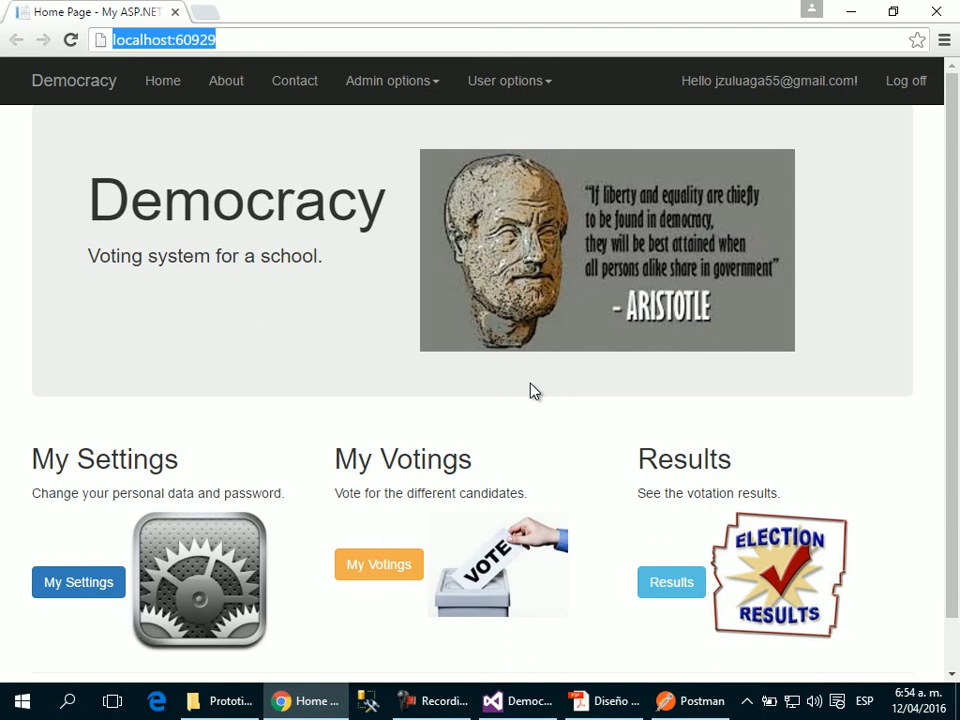 Home Page - My ASP.NET
localhost:60929
Democracy Home About Contact Admin options User options Hello jzuluaga55@gmail.com! Log off
Democracy
Voting system for a school.
“If liberty and equality are chiefly
to be found in democracy,
they will be best attained when
all persons alike share in government”
- ARISTOTLE
My Settings
Change your personal data and password.
My Settings
My Votings
Vote for the different candidates.
My Votings
VOTE
Results
See the votation results.
Results
ELECTION
RESULTS
Prototi... Home ... Recordi... Democ... Diseño ... Postman ESP
6:54 a. m.
12/04/2016